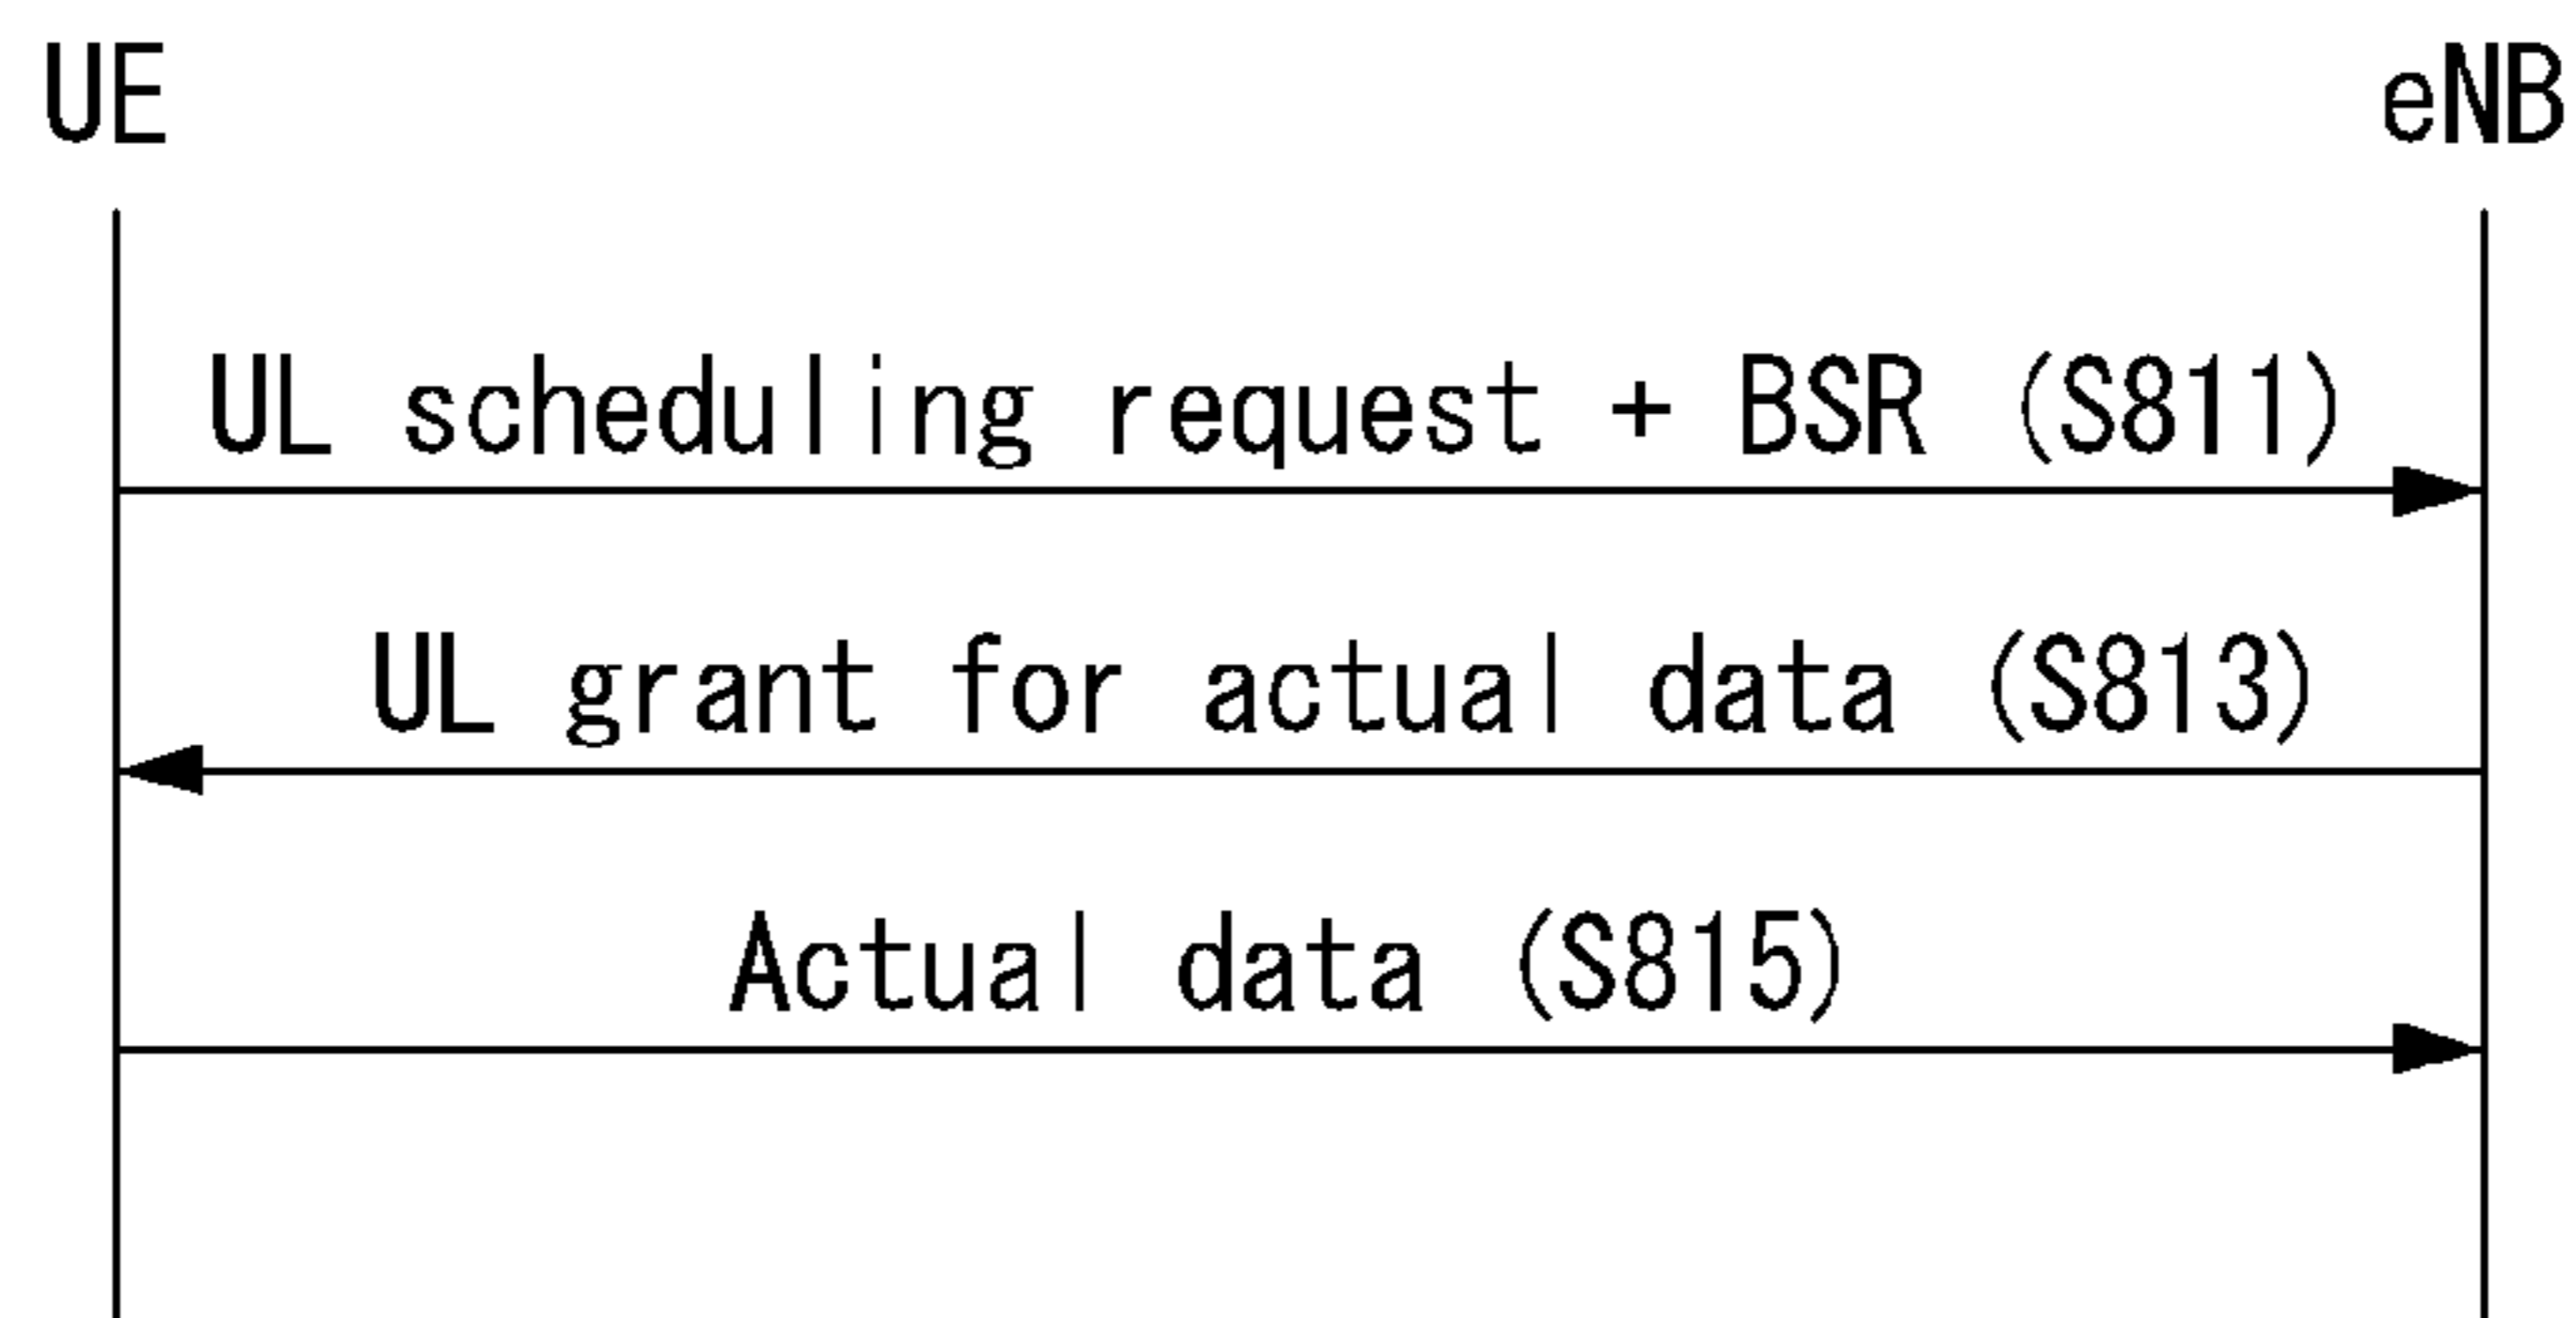 UE
eNB
UL scheduling request + BSR (S811)
UL grant for actual data (S813)
Actual data (S815)